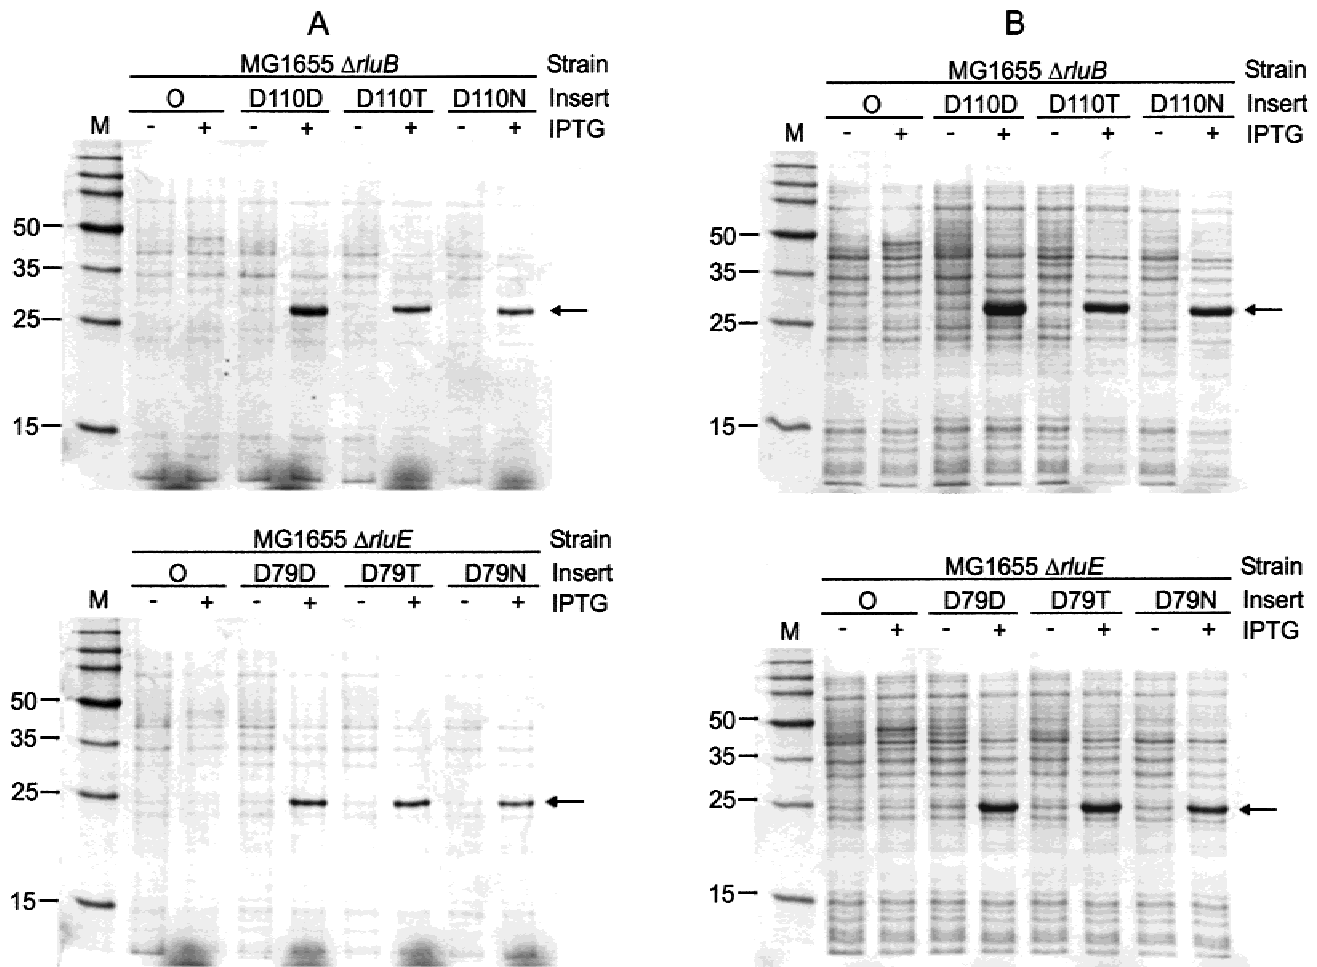 A
MG1655 ΔrluB Strain
O D110D D110T D110N Insert
M - + - + - + - + IPTG
50
35
25
15
B
MG1655 ΔrluB Strain
O D110D D110T D110N Insert
M - + - + - + - + IPTG
50
35
25
15
MG1655 ΔrluE Strain
O D79D D79T D79N Insert
M - + - + - + - + IPTG
50
35
25
15
MG1655 ΔrluE Strain
O D79D D79T D79N Insert
M - + - + - + - + IPTG
50
35
25
15